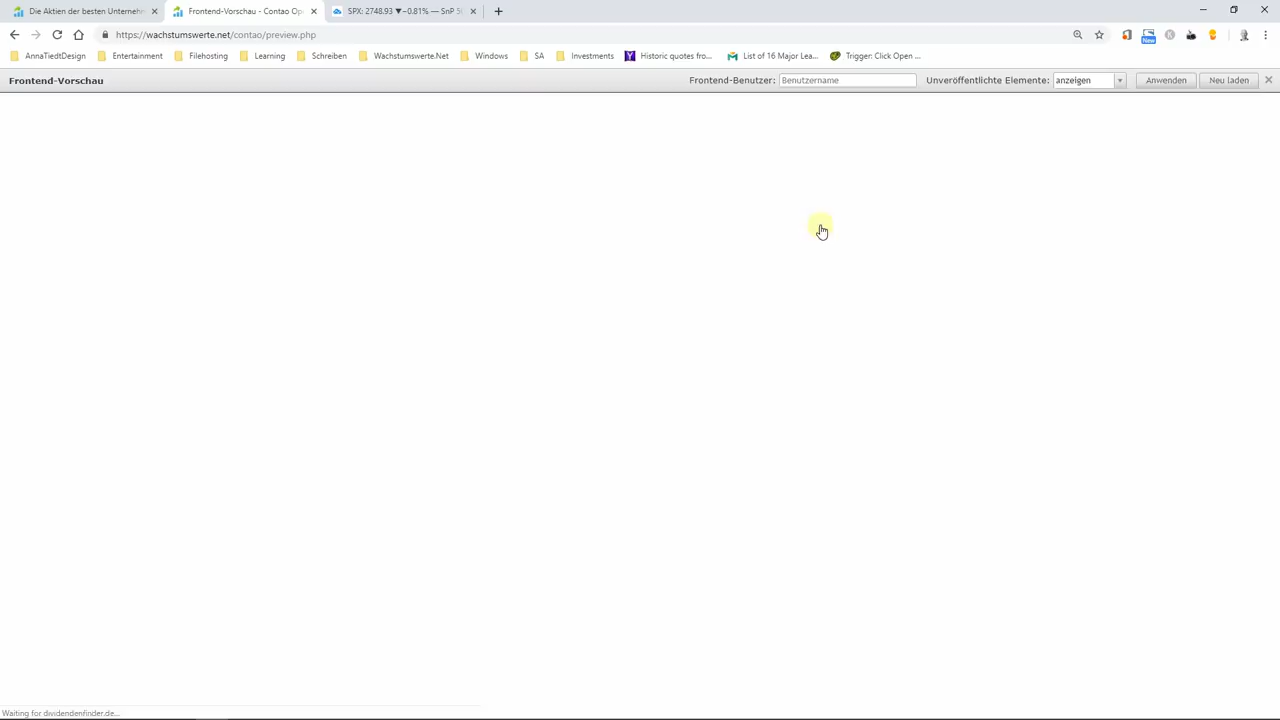 Die Aktien der besten Unternehm
Frontend-Vorschau - Contao Op
SPX: 2748.93 ▼−0.81% — SnP 5
https://wachstumswerte.net/contao/preview.php
New
AnnaTiedtDesign
Entertainment
Filehosting
Learning
Schreiben
Wachstumswerte.Net
Windows
SA
Investments
Historic quotes fro...
List of 16 Major Lea...
Trigger: Click Open ...
Frontend-Vorschau
Frontend-Benutzer:
Benutzername
Unveröffentlichte Elemente:
anzeigen
Anwenden
Neu laden
Waiting for dividendenfinder.de...